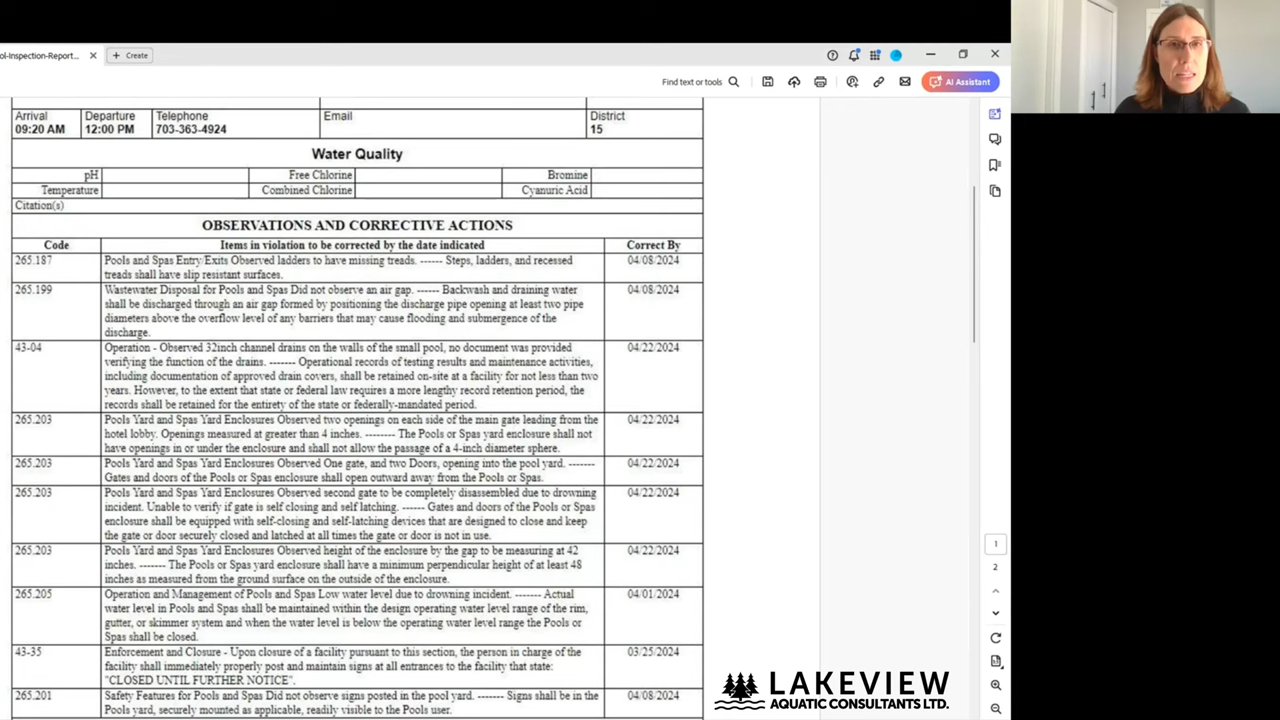 ol-Inspection-Report...
Create
Find text or tools
AI Assistant
Arrival Departure Telephone Email District
09:20 AM 12:00 PM 703-363-4924 15
Water Quality
pH Free Chlorine Bromine
Temperature Combined Chlorine Cyanuric Acid
Citation(s)
OBSERVATIONS AND CORRECTIVE ACTIONS
Code Items in violation to be corrected by the date indicated Correct By
265.187 Pools and Spas Entry/Exits Observed ladders to have missing treads. ------ Steps, ladders, and recessed 04/08/2024
treads shall have slip resistant surfaces.
265.199 Wastewater Disposal for Pools and Spas Did not observe an air gap. ------ Backwash and draining water 04/08/2024
shall be discharged through an air gap formed by positioning the discharge pipe opening at least two pipe
diameters above the overflow level of any barriers that may cause flooding and submergence of the
discharge.
43-04 Operation - Observed 32inch channel drains on the walls of the small pool, no document was provided 04/22/2024
verifying the function of the drains. ------- Operational records of testing results and maintenance activities,
including documentation of approved drain covers, shall be retained on-site at a facility for not less than two
years. However, to the extent that state or federal law requires a more lengthy record retention period, the
records shall be retained for the entirety of the state or federally-mandated period.
265.203 Pools Yard and Spas Yard Enclosures Observed two openings on each side of the main gate leading from the 04/22/2024
hotel lobby. Openings measured at greater than 4 inches. -------- The Pools or Spas yard enclosure shall not
have openings in or under the enclosure and shall not allow the passage of a 4-inch diameter sphere.
265.203 Pools Yard and Spas Yard Enclosures Observed One gate, and two Doors, opening into the pool yard. ------- 04/22/2024
Gates and doors of the Pools or Spas enclosure shall open outward away from the Pools or Spas.
265.203 Pools Yard and Spas Yard Enclosures Observed second gate to be completely disassembled due to drowning 04/22/2024
incident. Unable to verify if gate is self closing and self latching. ------ Gates and doors of the Pools or Spas
enclosure shall be equipped with self-closing and self-latching devices that are designed to close and keep
the gate or door securely closed and latched at all times the gate or door is not in use.
265.203 Pools Yard and Spas Yard Enclosures Observed height of the enclosure by the gap to be measuring at 42 04/22/2024
inches. ------- The Pools or Spas yard enclosure shall have a minimum perpendicular height of at least 48
inches as measured from the ground surface on the outside of the enclosure.
265.205 Operation and Management of Pools and Spas Low water level due to drowning incident. ------- Actual 04/01/2024
water level in Pools and Spas shall be maintained within the design operating water level range of the rim,
gutter, or skimmer system and when the water level is below the operating water level range the Pools or
Spas shall be closed.
43-35 Enforcement and Closure - Upon closure of a facility pursuant to this section, the person in charge of the 03/25/2024
facility shall immediately properly post and maintain signs at all entrances to the facility that state:
"CLOSED UNTIL FURTHER NOTICE".
265.201 Safety Features for Pools and Spas Did not observe signs posted in the pool yard. ------- Signs shall be in the 04/08/2024
Pools yard, securely mounted as applicable, readily visible to the Pools user.
1
2
LAKEVIEW
AQUATIC CONSULTANTS LTD.